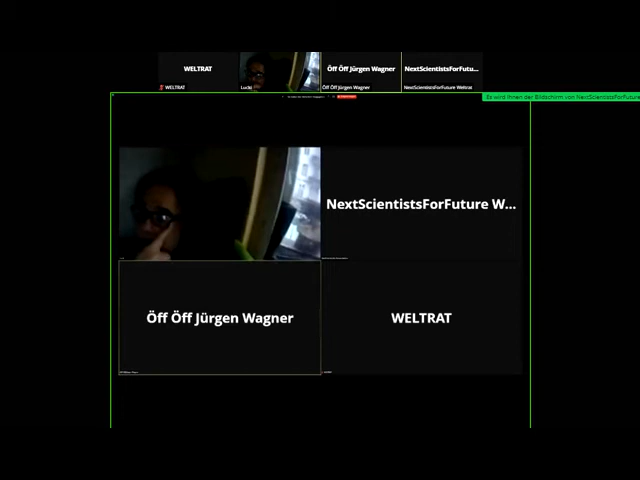 WELTRAT
Öff Öff Jürgen Wagner
NextScientistsForFutu...
WELTRAT
Lucki
Öff Öff Jürgen Wagner
NextScientistsForFuture Weltrat
Es wird Ihnen der Bildschirm von NextScientistsForFuture
NextScientistsForFuture W...
Öff Öff Jürgen Wagner
WELTRAT